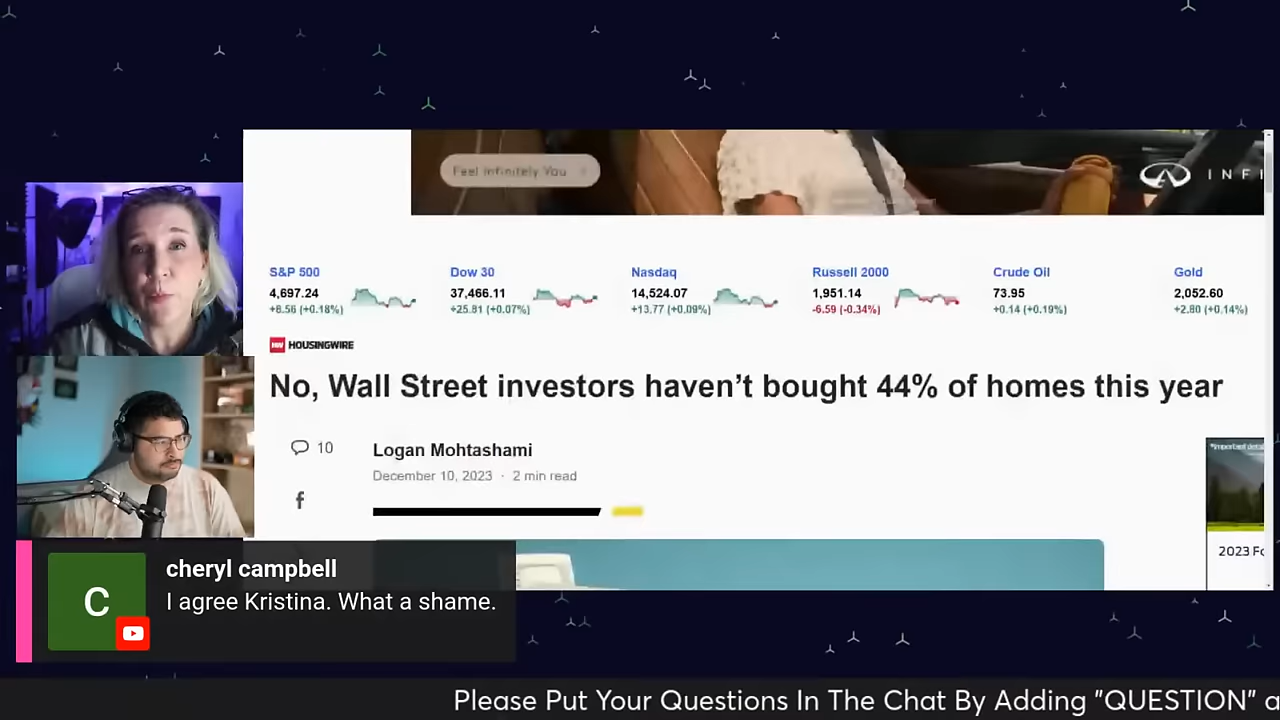 Feel Infinitely You
INFI
S&P 500
4,697.24
+8.56 (+0.18%)
Dow 30
37,466.11
+25.81 (+0.07%)
Nasdaq
14,524.07
+13.77 (+0.09%)
Russell 2000
1,951.14
-6.59 (-0.34%)
Crude Oil
73.95
+0.14 (+0.19%)
Gold
2,052.60
+2.80 (+0.14%)
HW HOUSINGWIRE
No, Wall Street investors haven't bought 44% of homes this year
10
Logan Mohtashami
December 10, 2023 · 2 min read
f
*Important detai
2023 Fo
C
cheryl campbell
I agree Kristina. What a shame.
Please Put Your Questions In The Chat By Adding "QUESTION" a